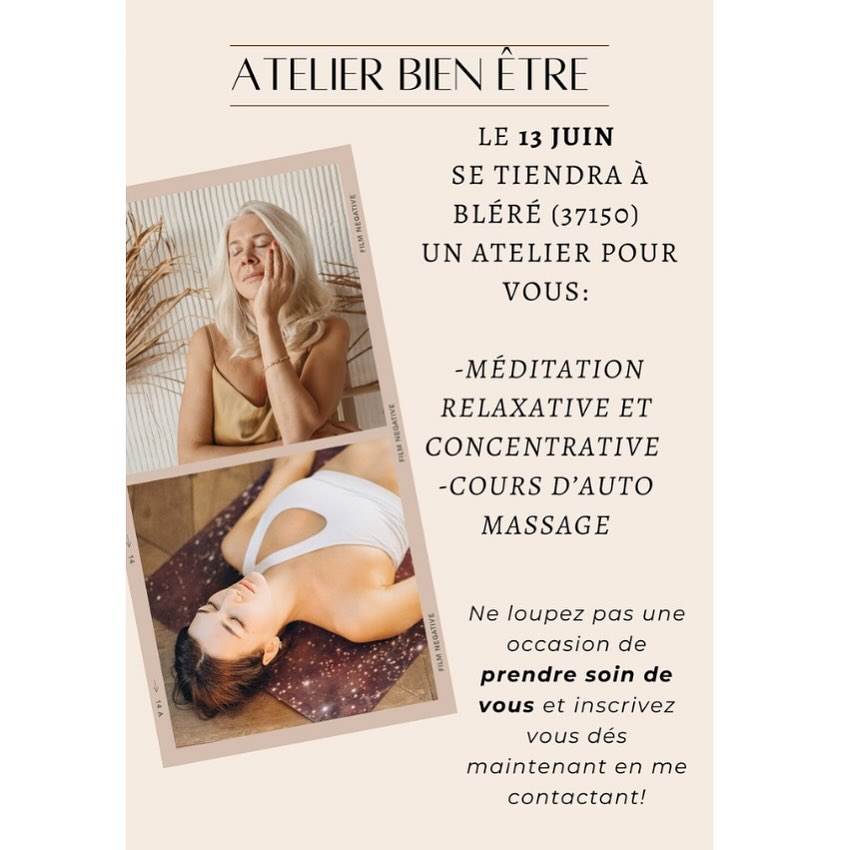 ATELIER BIEN ÊTRE
LE 13 JUIN
SE TIENDRA À
BLÉRÉ (37150)
UN ATELIER POUR
VOUS:
-MÉDITATION
RELAXATIVE ET
CONCENTRATIVE
-COURS D'AUTO
MASSAGE
Ne loupez pas une
occasion de
prendre soin de
vous et inscrivez
vous dés
maintenant en me
contactant!
FILM NEGATIVE
FILM NEGATIVE
FILM NEGATIVE
14
14 A